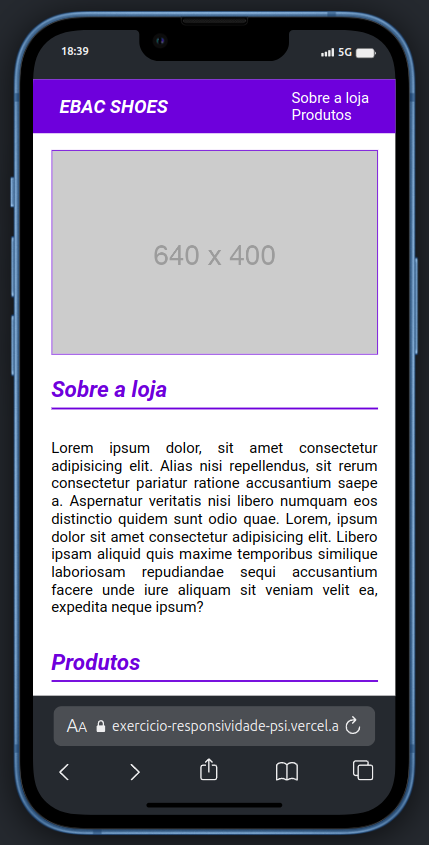 18:39
5G
EBAC SHOES
Sobre a loja
Produtos
640 x 400
Sobre a loja
Lorem ipsum dolor, sit amet consectetur
adipisicing elit. Alias nisi repellendus, sit rerum
consectetur pariatur ratione accusantium saepe
a. Aspernatur veritatis nisi libero numquam eos
distinctio quidem sunt odio quae. Lorem, ipsum
dolor sit amet consectetur adipisicing elit. Libero
ipsam aliquid quis maxime temporibus similique
laboriosam repudiandae sequi accusantium
facere unde iure aliquam sit veniam velit ea,
expedita neque ipsum?
Produtos
AA exercicio-responsividade-psi.vercel.a